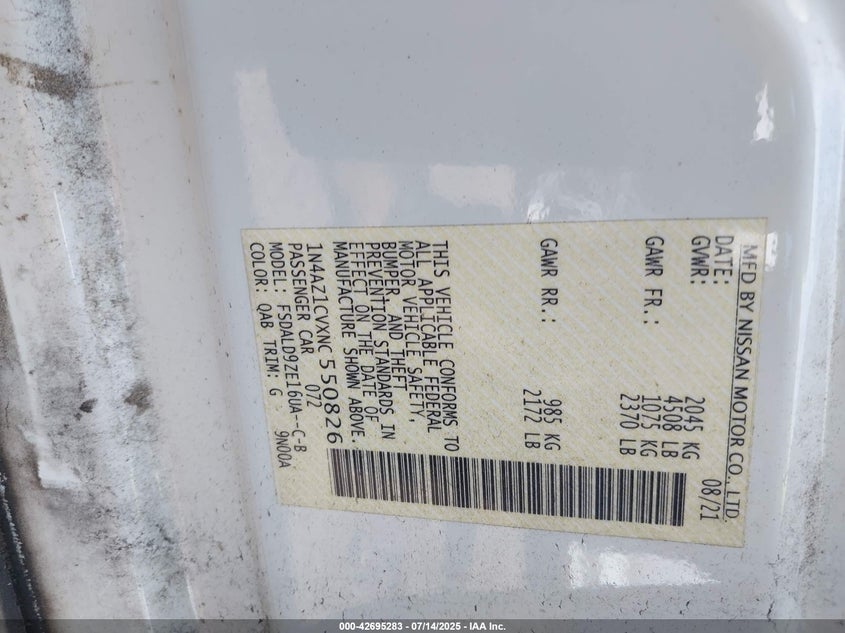 MFD BY NISSAN MOTOR CO., LTD.
DATE: 08/21
GVWR: 2045 KG
4508 LB
GAWR FR.: 1075 KG
2370 LB
GAWR RR.: 985 KG
2172 LB
THIS VEHICLE CONFORMS TO
ALL APPLICABLE FEDERAL
MOTOR VEHICLE SAFETY,
BUMPER, AND THEFT
PREVENTION STANDARDS IN
EFFECT ON THE DATE OF
MANUFACTURE SHOWN ABOVE.
1N4AZ1CVXNC550826
PASSENGER CAR 072
MODEL: FSDALD9ZE16UA--C-B
COLOR: QAB TRIM: G 9N00A
000-42695283 - 07/14/2025 - IAA Inc.